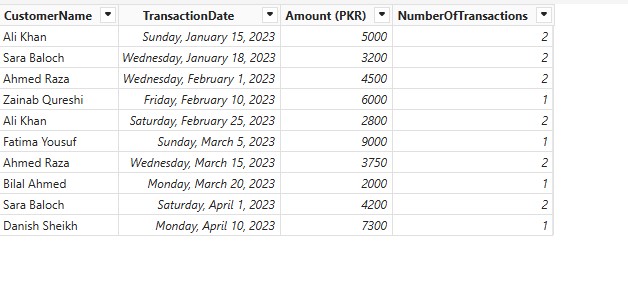 CustomerName TransactionDate Amount (PKR) NumberOfTransactions
Ali Khan Sunday, January 15, 2023 5000 2
Sara Baloch Wednesday, January 18, 2023 3200 2
Ahmed Raza Wednesday, February 1, 2023 4500 2
Zainab Qureshi Friday, February 10, 2023 6000 1
Ali Khan Saturday, February 25, 2023 2800 2
Fatima Yousuf Sunday, March 5, 2023 9000 1
Ahmed Raza Wednesday, March 15, 2023 3750 2
Bilal Ahmed Monday, March 20, 2023 2000 1
Sara Baloch Saturday, April 1, 2023 4200 2
Danish Sheikh Monday, April 10, 2023 7300 1